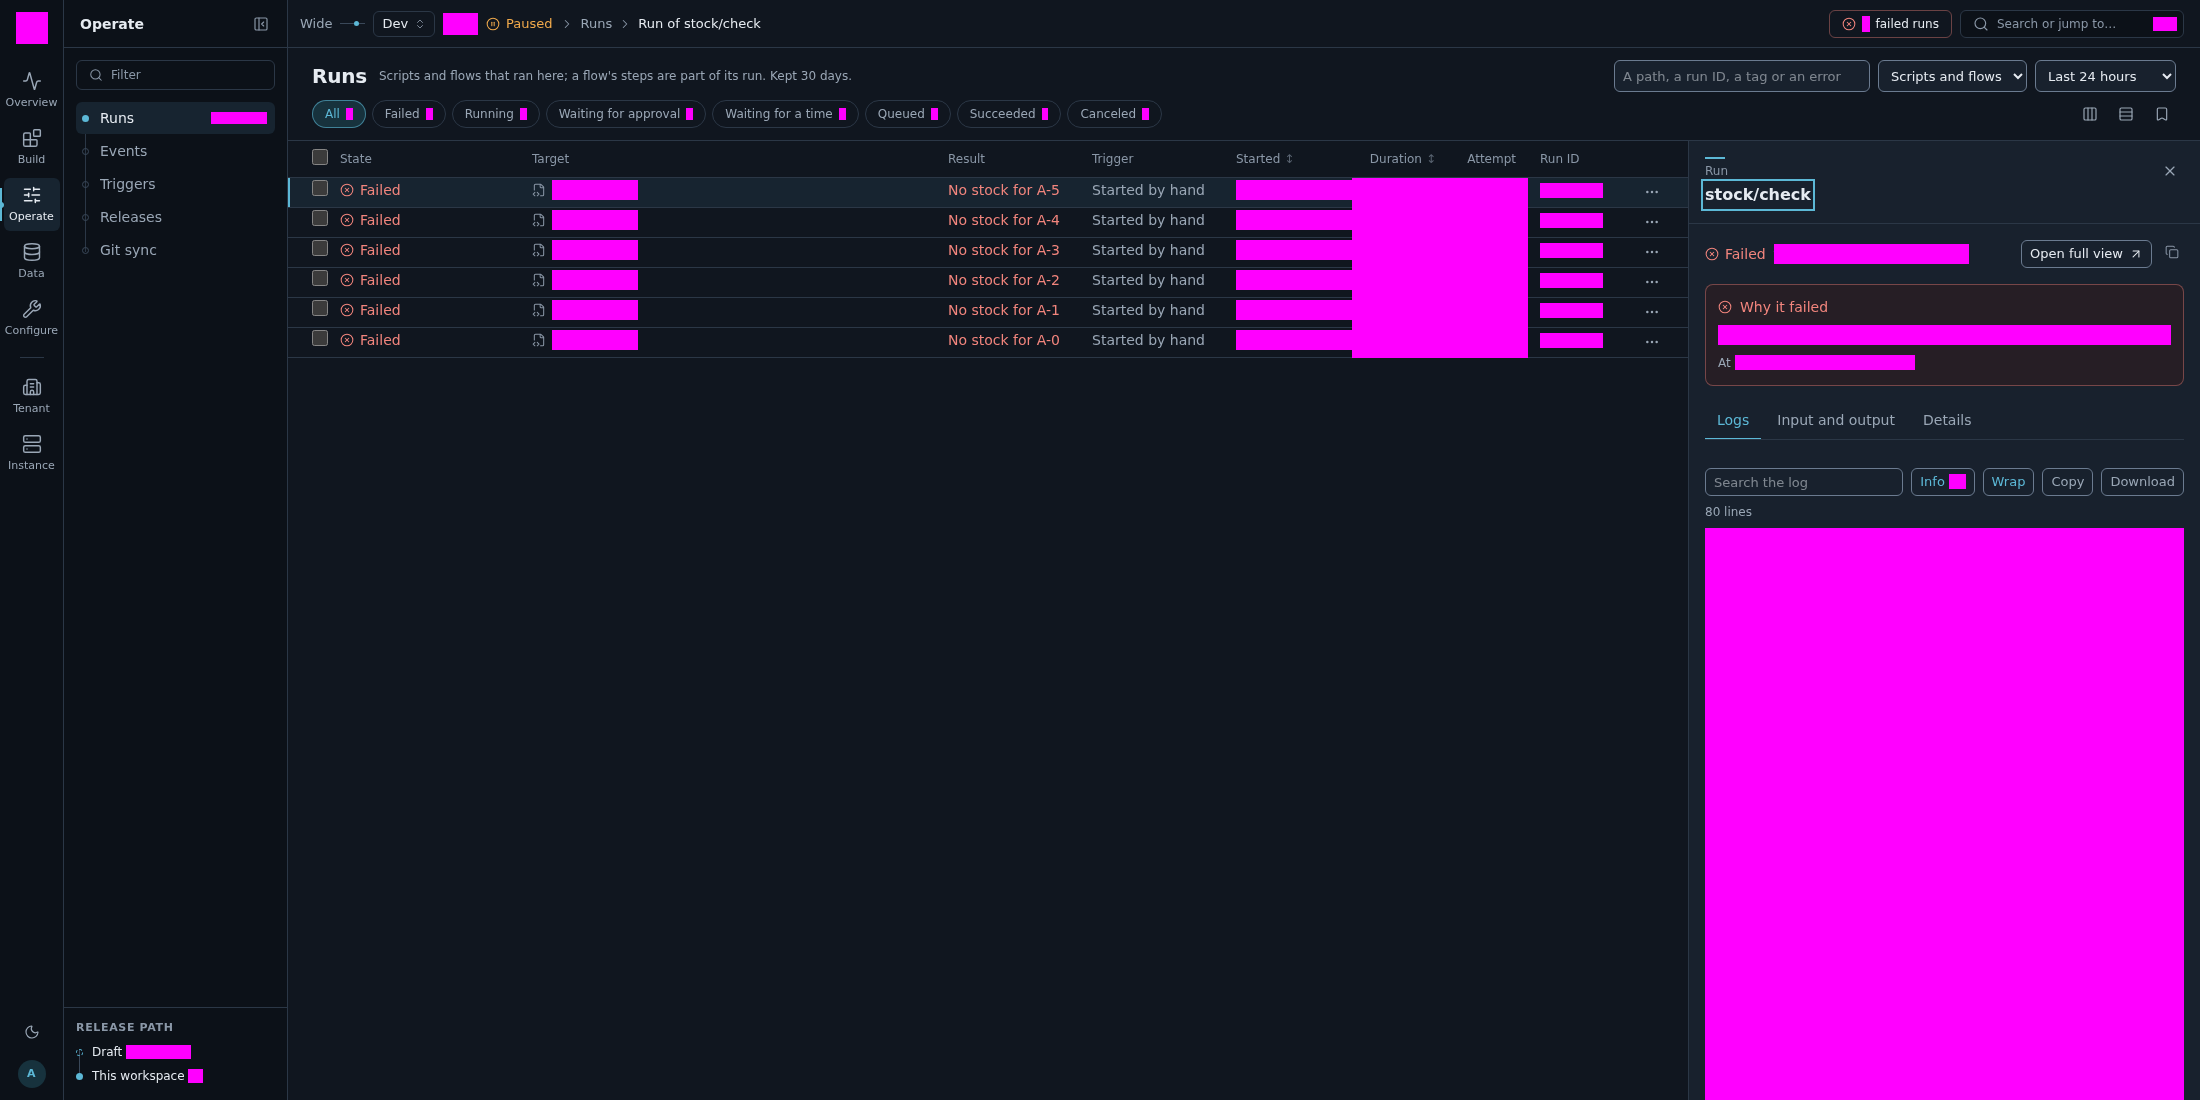 Operate
Wide
Dev
Paused
Runs
Run of stock/check
failed runs
Search or jump to...
Overview
Build
Operate
Data
Configure
Tenant
Instance
A
Filter
Runs
Events
Triggers
Releases
Git sync
RELEASE PATH
Draft
This workspace
Runs Scripts and flows that ran here; a flow's steps are part of its run. Kept 30 days.
A path, a run ID, a tag or an error
Scripts and flows
Last 24 hours
All
Failed
Running
Waiting for approval
Waiting for a time
Queued
Succeeded
Canceled
State Target Result Trigger Started Duration Attempt Run ID
Failed No stock for A-5 Started by hand
Failed No stock for A-4 Started by hand
Failed No stock for A-3 Started by hand
Failed No stock for A-2 Started by hand
Failed No stock for A-1 Started by hand
Failed No stock for A-0 Started by hand
Run
stock/check
Failed
Open full view
Why it failed
At
Logs Input and output Details
Search the log
Info
Wrap
Copy
Download
80 lines